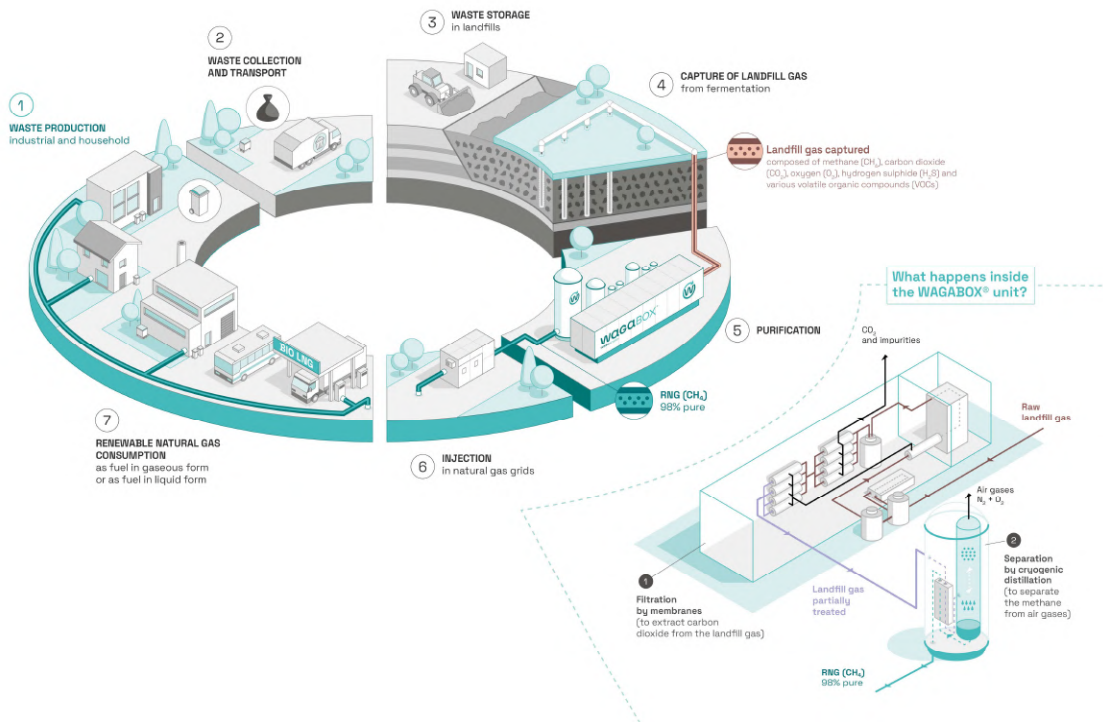 1
WASTE PRODUCTION
industrial and household
2
WASTE COLLECTION
AND TRANSPORT
3
WASTE STORAGE
in landfills
4
CAPTURE OF LANDFILL GAS
from fermentation
Landfill gas captured
composed of methane (CH₄), carbon dioxide
(CO₂), oxygen (O₂), hydrogen sulphide (H₂S) and
various volatile organic compounds (VOCs)
W
W
WAGABOX
5
PURIFICATION
RNG (CH₄)
98% pure
6
INJECTION
in natural gas grids
BIO LNG
7
RENEWABLE NATURAL GAS
CONSUMPTION
as fuel in gaseous form
or as fuel in liquid form
What happens inside
the WAGABOX® unit?
CO₂
and impurities
Raw
landfill gas
Air gases
N₂ + O₂
1
Filtration
by membranes
(to extract carbon
dioxide from the landfill gas)
Landfill gas
partially
treated
2
Separation
by cryogenic
distillation
(to separate
the methane
from air gases)
RNG (CH₄)
98% pure